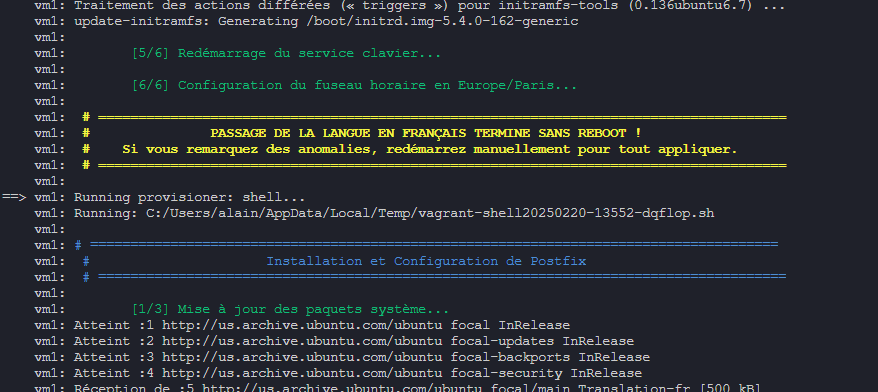 vm1: Traitement des actions différées (« triggers ») pour initramfs-tools (0.136ubuntu6.7) ...
vm1: update-initramfs: Generating /boot/initrd.img-5.4.0-162-generic
vm1:
vm1: [5/6] Redémarrage du service clavier...
vm1:
vm1: [6/6] Configuration du fuseau horaire en Europe/Paris...
vm1:
vm1: # ======================================================================================
vm1: # PASSAGE DE LA LANGUE EN FRANÇAIS TERMINE SANS REBOOT !
vm1: # Si vous remarquez des anomalies, redémarrez manuellement pour tout appliquer.
vm1: # ======================================================================================
vm1:
==> vm1: Running provisioner: shell...
vm1: Running: C:/Users/alain/AppData/Local/Temp/vagrant-shell20250220-13552-dqflop.sh
vm1:
vm1: # ======================================================================================
vm1: # Installation et Configuration de Postfix
vm1: # ======================================================================================
vm1:
vm1: [1/3] Mise à jour des paquets système...
vm1: Atteint :1 http://us.archive.ubuntu.com/ubuntu focal InRelease
vm1: Atteint :2 http://us.archive.ubuntu.com/ubuntu focal-updates InRelease
vm1: Atteint :3 http://us.archive.ubuntu.com/ubuntu focal-backports InRelease
vm1: Atteint :4 http://us.archive.ubuntu.com/ubuntu focal-security InRelease
vm1: Réception de :5 http://us.archive.ubuntu.com/ubuntu focal/main Translation-fr [500 kB]